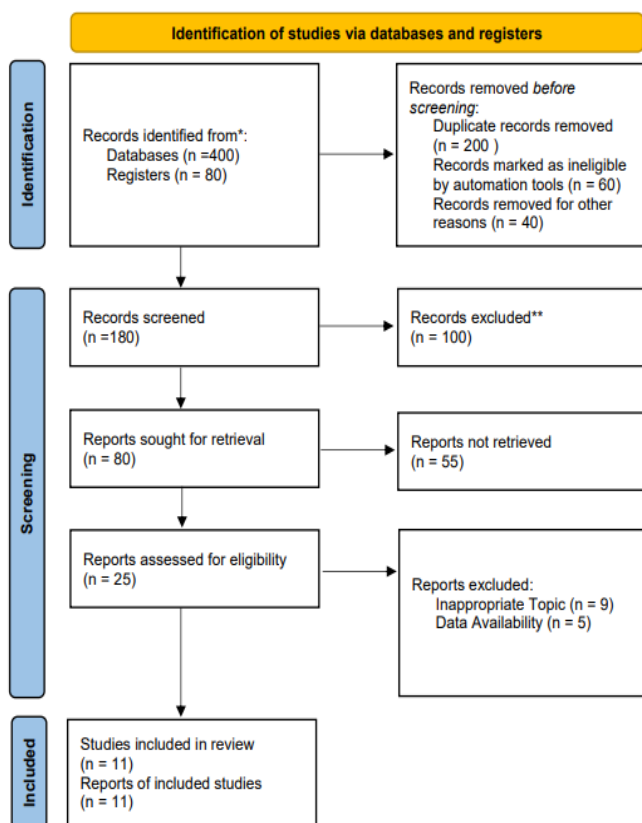 Identification of studies via databases and registers
Identification
Records identified from*:
Databases (n =400)
Registers (n = 80)
Records removed before
screening:
Duplicate records removed
(n = 200 )
Records marked as ineligible
by automation tools (n = 60)
Records removed for other
reasons (n = 40)
Screening
Records screened
(n =180)
Records excluded**
(n = 100)
Reports sought for retrieval
(n = 80)
Reports not retrieved
(n = 55)
Reports assessed for eligibility
(n = 25)
Reports excluded:
Inappropriate Topic (n = 9)
Data Availability (n = 5)
Included
Studies included in review
(n = 11)
Reports of included studies
(n = 11)